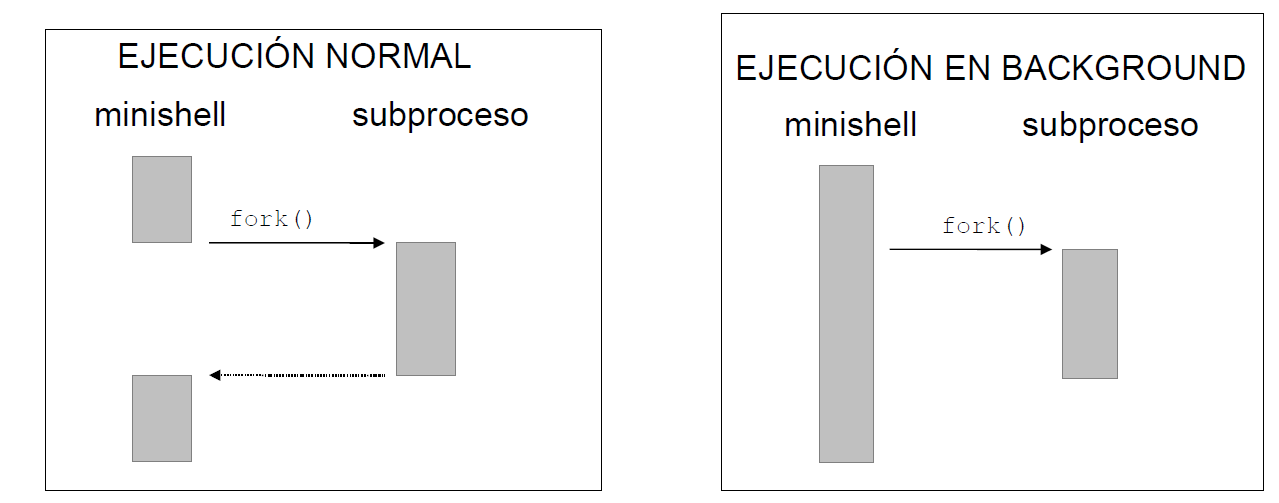 EJECUCIÓN NORMAL
minishell
subproceso
fork()
EJECUCIÓN EN BACKGROUND
minishell
subproceso
fork()